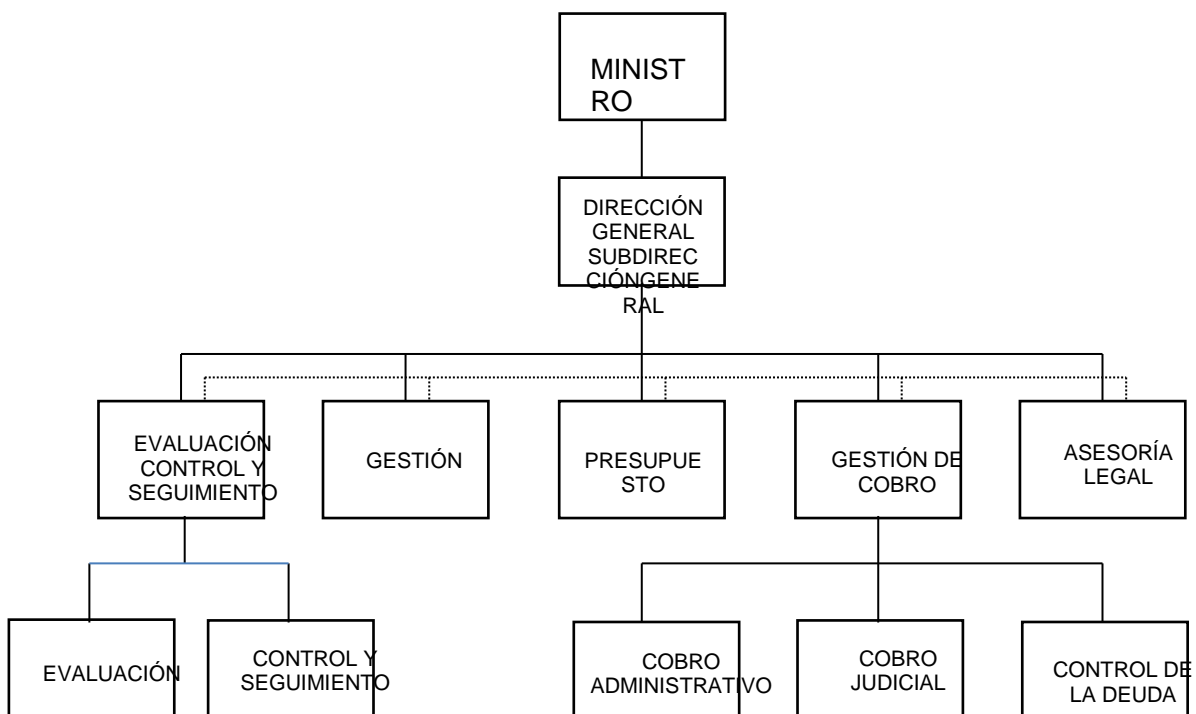 MINIST
RO
DIRECCIÓN
GENERAL
SUBDIREC
CIÓNGENE
RAL
EVALUACIÓN
CONTROL Y
SEGUIMIENTO
GESTIÓN
PRESUPUE
STO
GESTIÓN DE
COBRO
ASESORÍA
LEGAL
EVALUACIÓN
CONTROL Y
SEGUIMIENTO
COBRO
ADMINISTRATIVO
COBRO
JUDICIAL
CONTROL DE
LA DEUDA